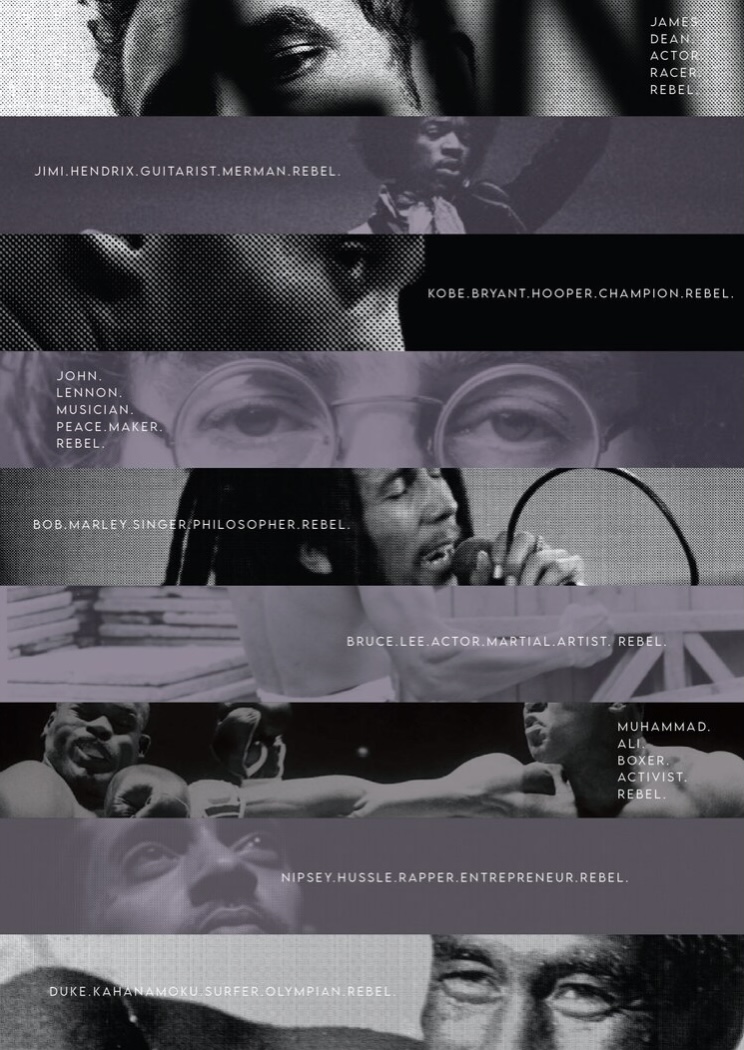 JAMES.
DEAN.
ACTOR.
RACER.
REBEL.
JIMI.HENDRIX.GUITARIST.MERMAN.REBEL.
KOBE.BRYANT.HOOPER.CHAMPION.REBEL.
JOHN.
LENNON.
MUSICIAN.
PEACE.MAKER.
REBEL.
BOB.MARLEY.SINGER.PHILOSOPHER.REBEL.
BRUCE.LEE.ACTOR.MARTIAL.ARTIST. REBEL.
MUHAMMAD.
ALI.
BOXER.
ACTIVIST.
REBEL.
NIPSEY.HUSSLE.RAPPER.ENTREPRENEUR.REBEL.
DUKE.KAHANAMOKU.SURFER.OLYMPIAN.REBEL.